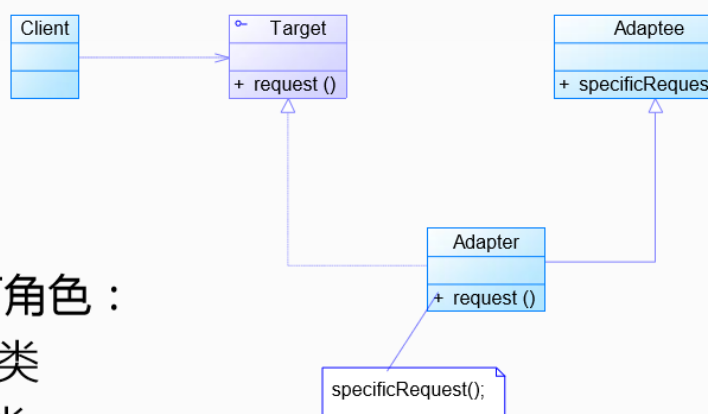 Client
Target
Adaptee
+ request ()
+ specificReques
Adapter
+ request ()
角色：
类
specificRequest();